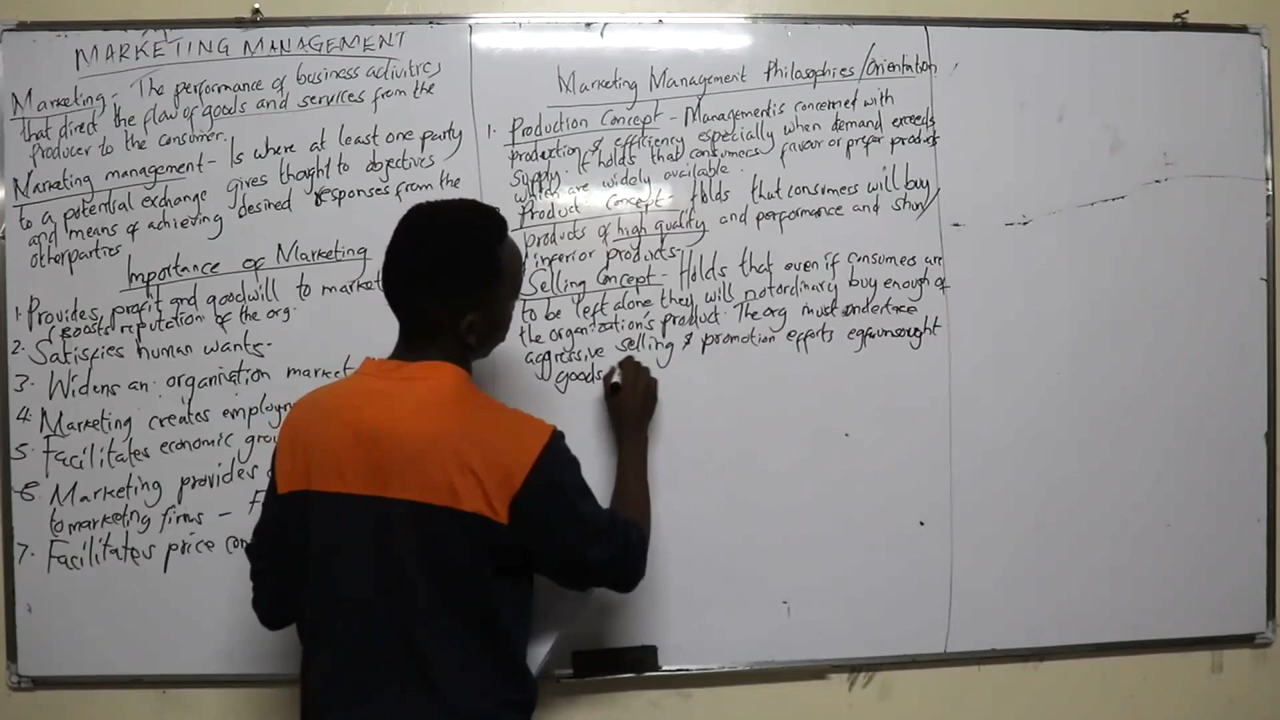 MARKETING MANAGEMENT
Marketing - The performance of business activities
that direct the flow of goods and services from the
producer to the consumer.
Marketing management - Is where at least one party
to a potential exchange gives thought to objectives
and means of achieving desired responses from the
other parties
Importance of Marketing
1. Provides profit and goodwill to market
(Boosts reputation of the org.
2. Satisfies human wants.
3. Widens an organisation market
4. Marketing creates employm
5. Facilitates economic grow
6. Marketing provides
to marketing firms - F
7. Facilitates price con
Marketing Management Philosophies/Orientation
1. Production Concept - Management is concerned with
production & efficiency especially when demand exceeds
supply. It holds that consumers favour or prefer products
which are widely available.
Product Concept - Holds that consumers will buy
products of high quality and performance and shun/
inferior products.
Selling Concept - Holds that even if consumers are
to be left alone they will not ordinary buy enough of
the organization's product. The org must undertake
aggressive selling & promotion efforts eg unsought
goods